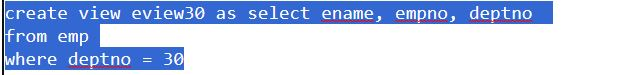 create view eview30 as select ename, empno, deptno
from emp
where deptno = 30